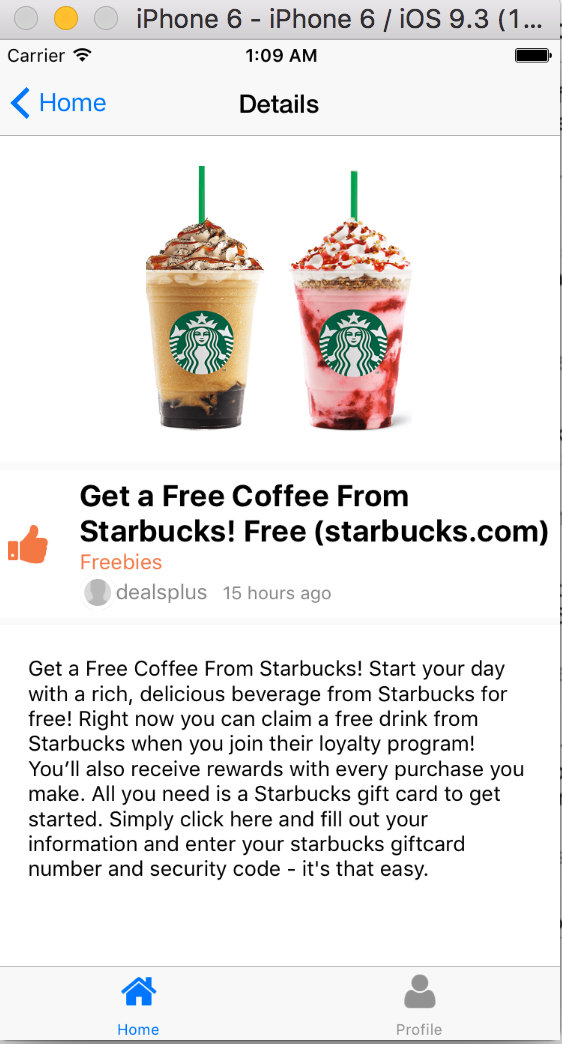 iPhone 6 - iPhone 6 / iOS 9.3 (1...
Carrier 1:09 AM
Home Details
Get a Free Coffee From
Starbucks! Free (starbucks.com)
Freebies
dealsplus 15 hours ago
Get a Free Coffee From Starbucks! Start your day
with a rich, delicious beverage from Starbucks for
free! Right now you can claim a free drink from
Starbucks when you join their loyalty program!
You’ll also receive rewards with every purchase you
make. All you need is a Starbucks gift card to get
started. Simply click here and fill out your
information and enter your starbucks giftcard
number and security code - it's that easy.
Home Profile